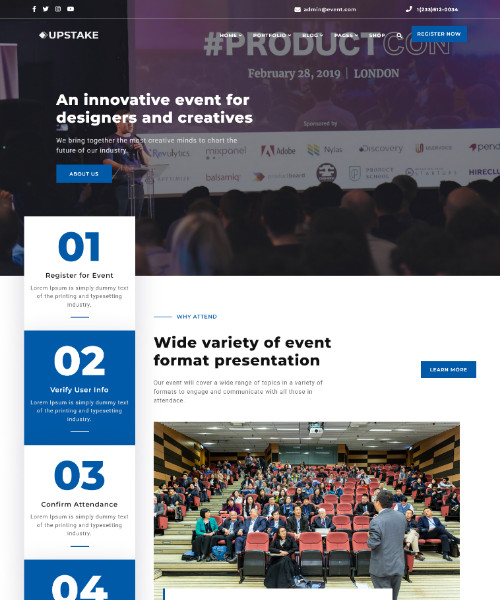 admin@event.com
1(233)613-0034
UPSTAKE
HOME
PORTFOLIO
BLOG
PAGES
SHOP
REGISTER NOW
#PRODUCTCON
February 28, 2019 | LONDON
An innovative event for
designers and creatives
Sponsored by
We bring together the most creative minds to chart the
future of our industry.
mixpanel
Adobe
Nylas
Discovery
balsamiq
PRODUCT SCHOOL
STARTUPS
ABOUT US
01
Register for Event
Lorem Ipsum is simply dummy text
of the printing and typesetting
industry.
02
Verify User Info
Lorem Ipsum is simply dummy text
of the printing and typesetting
industry.
03
Confirm Attendance
Lorem Ipsum is simply dummy text
of the printing and typesetting
industry.
04
WHY ATTEND
Wide variety of event
format presentation
Our event will cover a wide range of topics in a variety of
formats to engage and communicate with all those in
attendance.
LEARN MORE